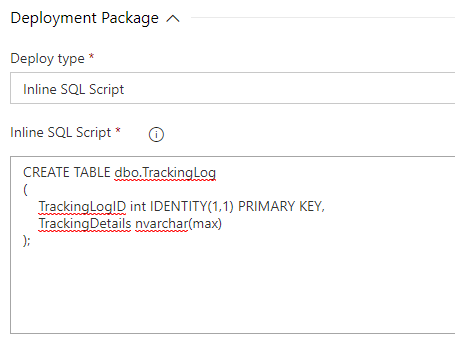 Deployment Package
Deploy type *
Inline SQL Script
Inline SQL Script *
CREATE TABLE dbo.TrackingLog
(
TrackingLogID int IDENTITY(1,1) PRIMARY KEY,
TrackingDetails nvarchar(max)
);